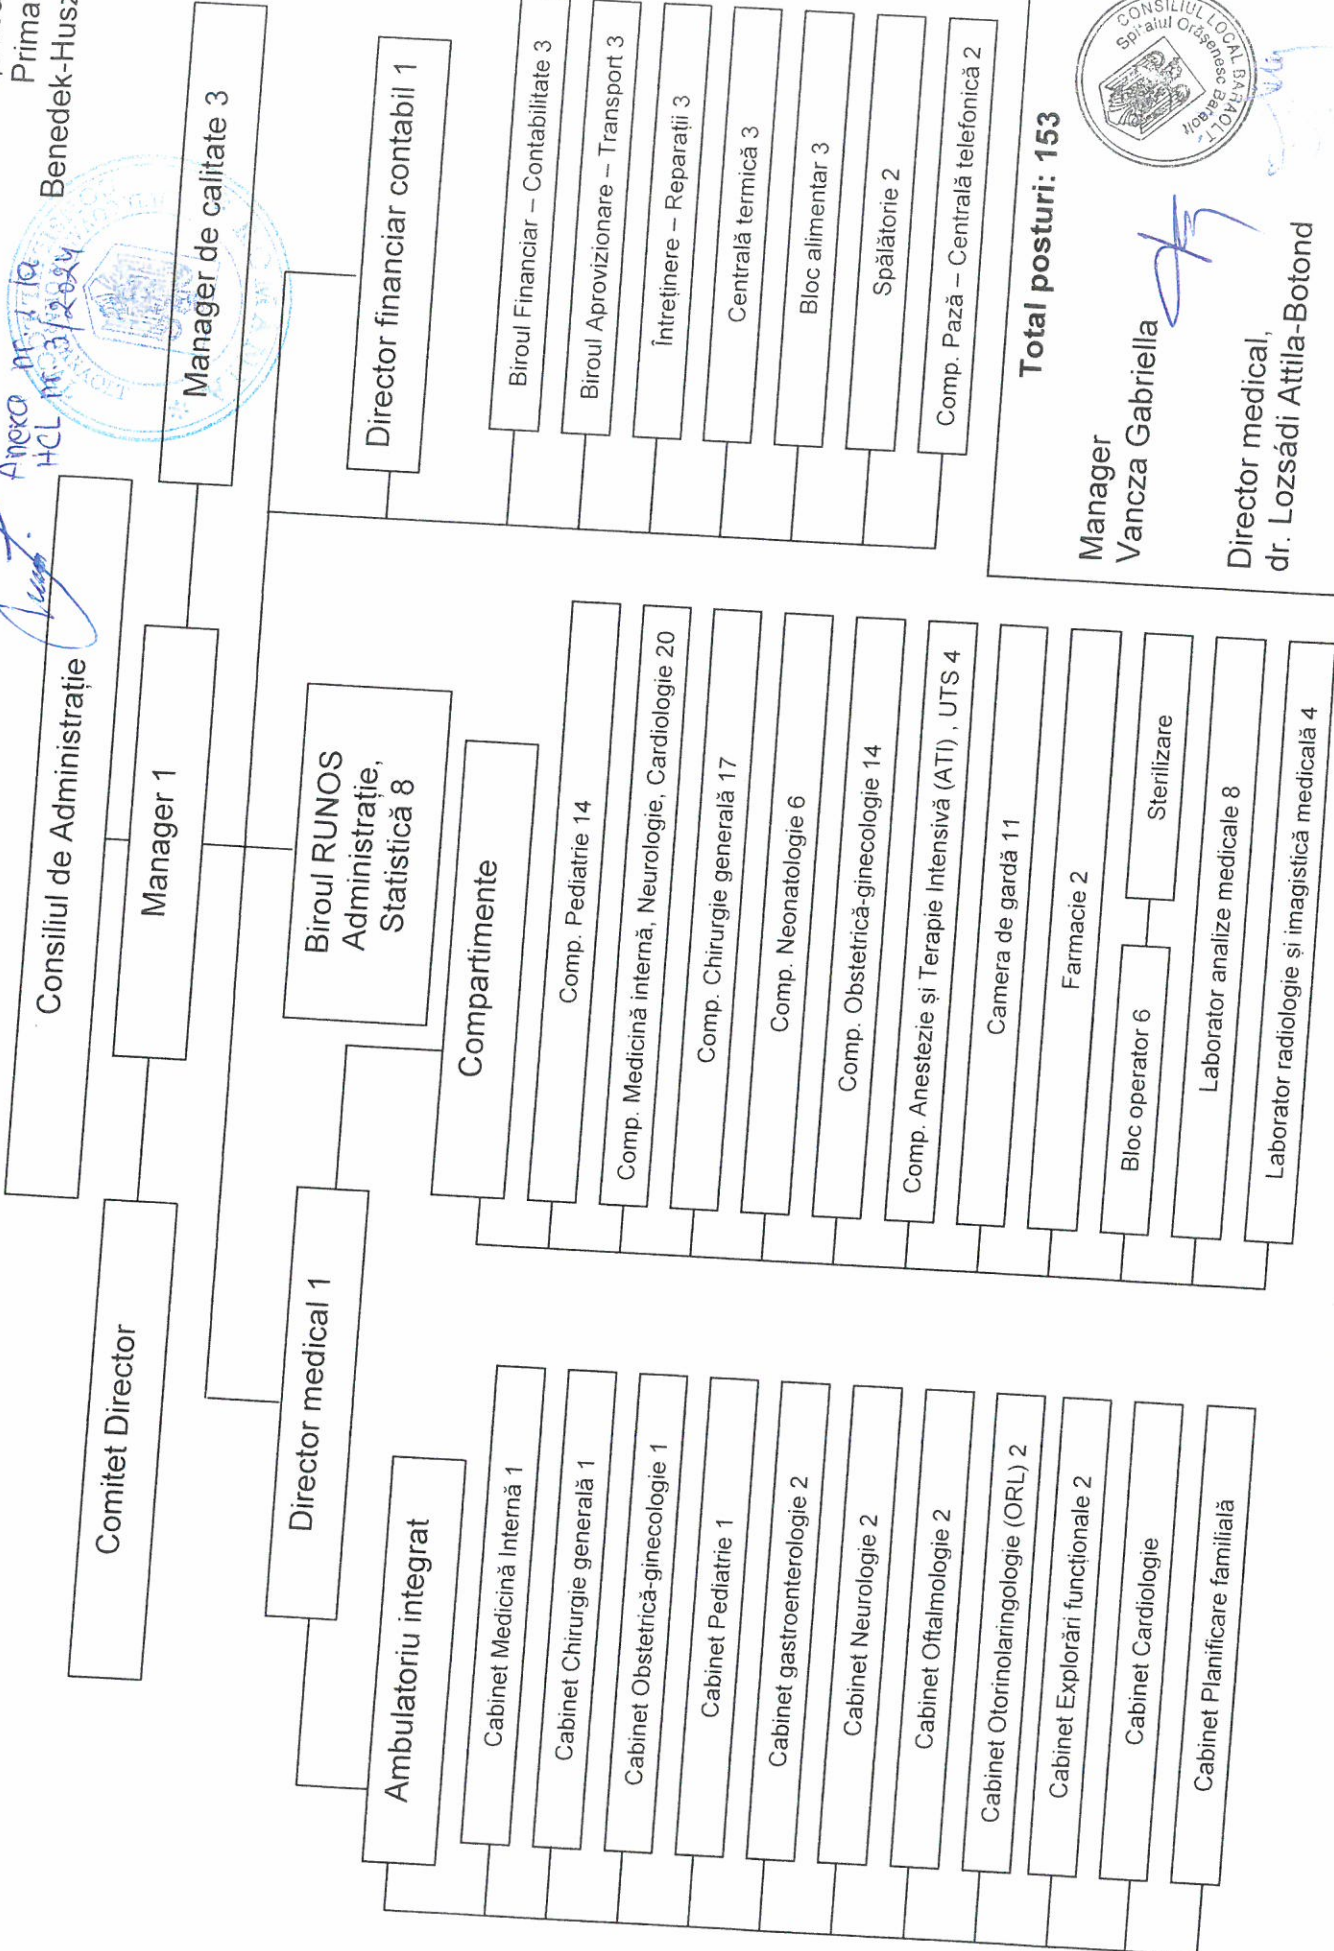 Prima
Benedek-Husz
Anexa nr. 1 la
HCL nr. 3/2024
Consiliul de Administrație
Comitet Director
Manager 1
Manager de calitate 3
Director medical 1
Biroul RUNOS
Administrație,
Statistică 8
Director financiar contabil 1
Ambulatoriu integrat
Cabinet Medicină Internă 1
Cabinet Chirurgie generală 1
Cabinet Obstetrică-ginecologie 1
Cabinet Pediatrie 1
Cabinet gastroenterologie 2
Cabinet Neurologie 2
Cabinet Oftalmologie 2
Cabinet Otorinolaringologie (ORL) 2
Cabinet Explorări funcționale 2
Cabinet Cardiologie
Cabinet Planificare familială
Compartimente
Comp. Pediatrie 14
Comp. Medicină internă, Neurologie, Cardiologie 20
Comp. Chirurgie generală 17
Comp. Neonatologie 6
Comp. Obstetrică-ginecologie 14
Comp. Anestezie și Terapie Intensivă (ATI) , UTS 4
Camera de gardă 11
Farmacie 2
Bloc operator 6
Sterilizare
Laborator analize medicale 8
Laborator radiologie și imagistică medicală 4
Biroul Financiar – Contabilitate 3
Biroul Aprovizionare – Transport 3
Întreținere – Reparații 3
Centrală termică 3
Bloc alimentar 3
Spălătorie 2
Comp. Pază – Centrală telefonică 2
Total posturi: 153
Manager
Vancza Gabriella
Director medical,
dr. Lozsádi Attila-Botond
CONSILIUL LOCAL BARAOLT
Spitalul Orășenesc Baraolt
ROMANIA